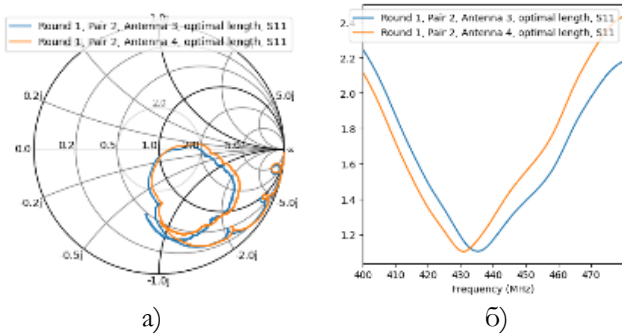 Round 1, Pair 2, Antenna 3, optimal length, S11
Round 1, Pair 2, Antenna 4, optimal length, S11
0.2j
5.0j
2.0
0.0
0.2
0.5
1.0
2.0
5.0
∞
-0.2j
-5.0j
-0.5j
-2.0j
-1.0j
а)
Round 1, Pair 2, Antenna 3, optimal length, S11
Round 1, Pair 2, Antenna 4, optimal length, S11
2.4
2.2
2.0
1.8
1.6
1.4
1.2
400 410 420 430 440 450 460 470
Frequency (MHz)
б)